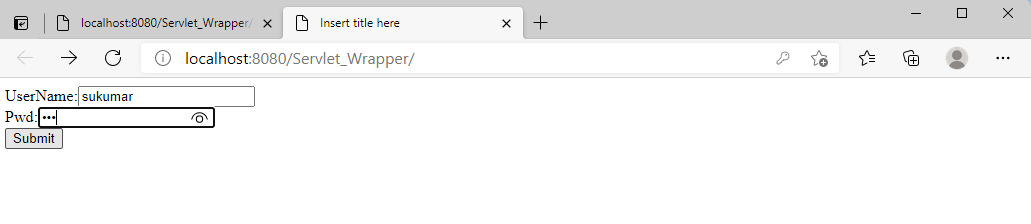 localhost:8080/Servlet_Wrapper/
Insert title here
localhost:8080/Servlet_Wrapper/
UserName:sukumar
Pwd:•••
Submit